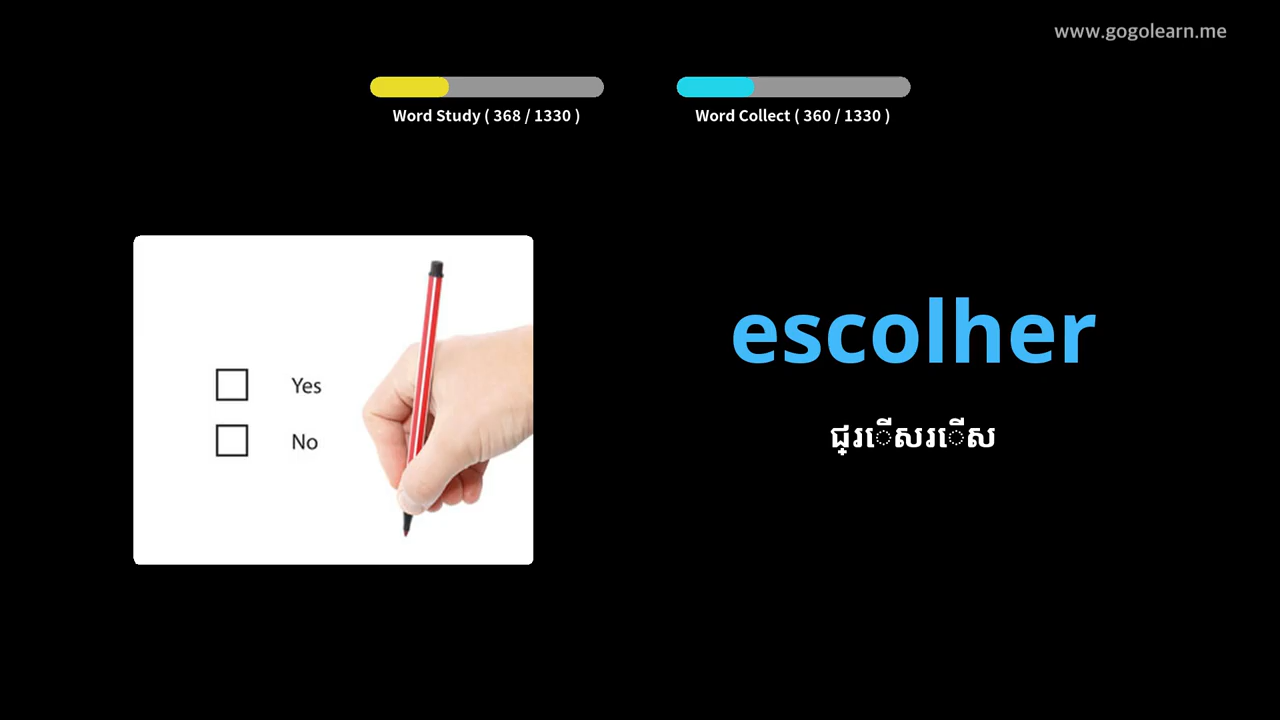 www.gogolearn.me
Word Study ( 368 / 1330 )
Word Collect ( 360 / 1330 )
Yes
No
escolher
ជ្រើសរើស